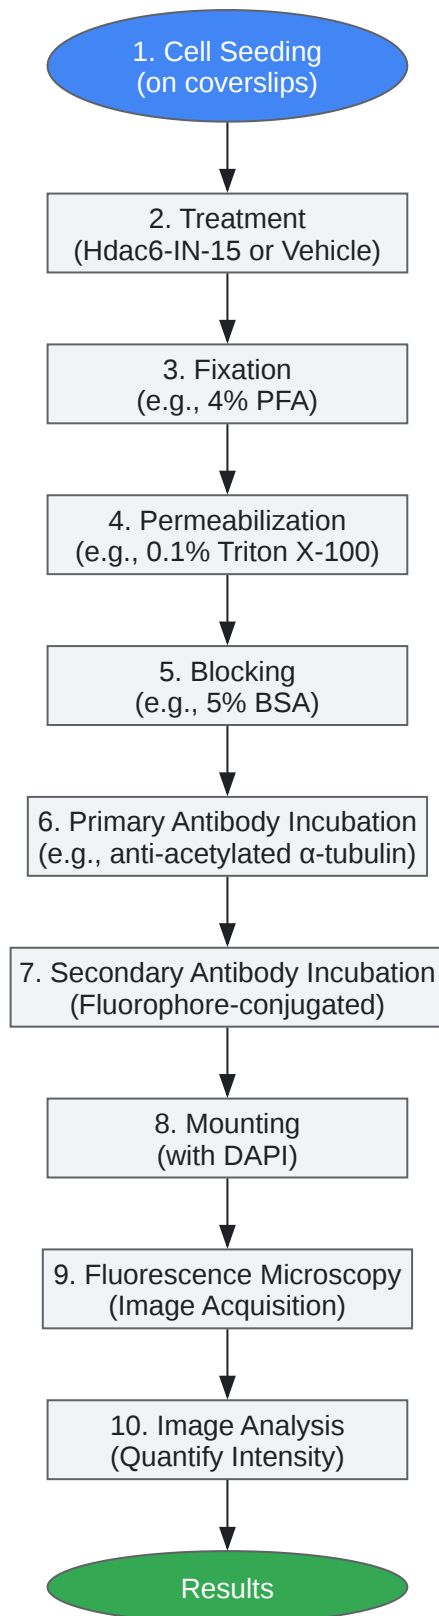 1. Cell Seeding
(on coverslips)
2. Treatment
(Hdac6-IN-15 or Vehicle)
3. Fixation
(e.g., 4% PFA)
4. Permeabilization
(e.g., 0.1% Triton X-100)
5. Blocking
(e.g., 5% BSA)
6. Primary Antibody Incubation
(e.g., anti-acetylated α-tubulin)
7. Secondary Antibody Incubation
(Fluorophore-conjugated)
8. Mounting
(with DAPI)
9. Fluorescence Microscopy
(Image Acquisition)
10. Image Analysis
(Quantify Intensity)
Results